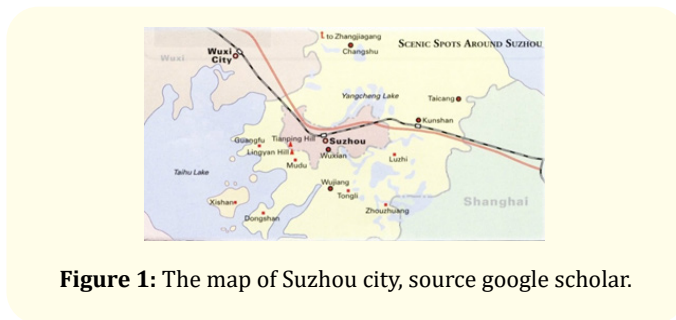 t to Zhangjiagang
SCENIC SPOTS AROUND SUZHOU
Changshu
Wuxi
City
Wuxi
Yangcheng Lake
Taicang
Kunshan
Guangfu
Tianping Hill
Suzhou
Lingyan Hill
Wuxian
Mudu
Luzhi
Taihu Lake
Wujiang
Tongli
Xishan
Zhouzhuang
Dongshan
Shanghai
Figure 1: The map of Suzhou city, source google scholar.